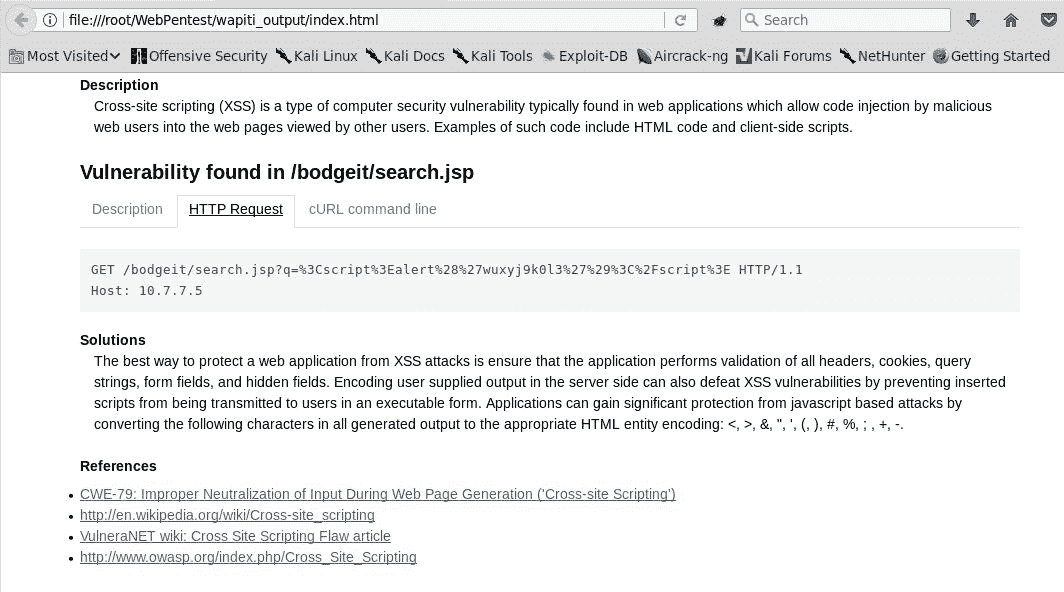 file:///root/WebPentest/wapiti_output/index.html
Search
Most Visited
Offensive Security
Kali Linux
Kali Docs
Kali Tools
Exploit-DB
Aircrack-ng
Kali Forums
NetHunter
Getting Started
Description
Cross-site scripting (XSS) is a type of computer security vulnerability typically found in web applications which allow code injection by malicious
web users into the web pages viewed by other users. Examples of such code include HTML code and client-side scripts.
Vulnerability found in /bodgeit/search.jsp
Description
HTTP Request
cURL command line
GET /bodgeit/search.jsp?q=%3Cscript%3Ealert%28%27wuxyj9k0l3%27%29%3C%2Fscript%3E HTTP/1.1
Host: 10.7.7.5
Solutions
The best way to protect a web application from XSS attacks is ensure that the application performs validation of all headers, cookies, query
strings, form fields, and hidden fields. Encoding user supplied output in the server side can also defeat XSS vulnerabilities by preventing inserted
scripts from being transmitted to users in an executable form. Applications can gain significant protection from javascript based attacks by
converting the following characters in all generated output to the appropriate HTML entity encoding: <, >, &, ", ', (, ), #, %, ; , +, -.
References
• CWE-79: Improper Neutralization of Input During Web Page Generation ('Cross-site Scripting')
• http://en.wikipedia.org/wiki/Cross-site_scripting
• VulneraNET wiki: Cross Site Scripting Flaw article
• http://www.owasp.org/index.php/Cross_Site_Scripting